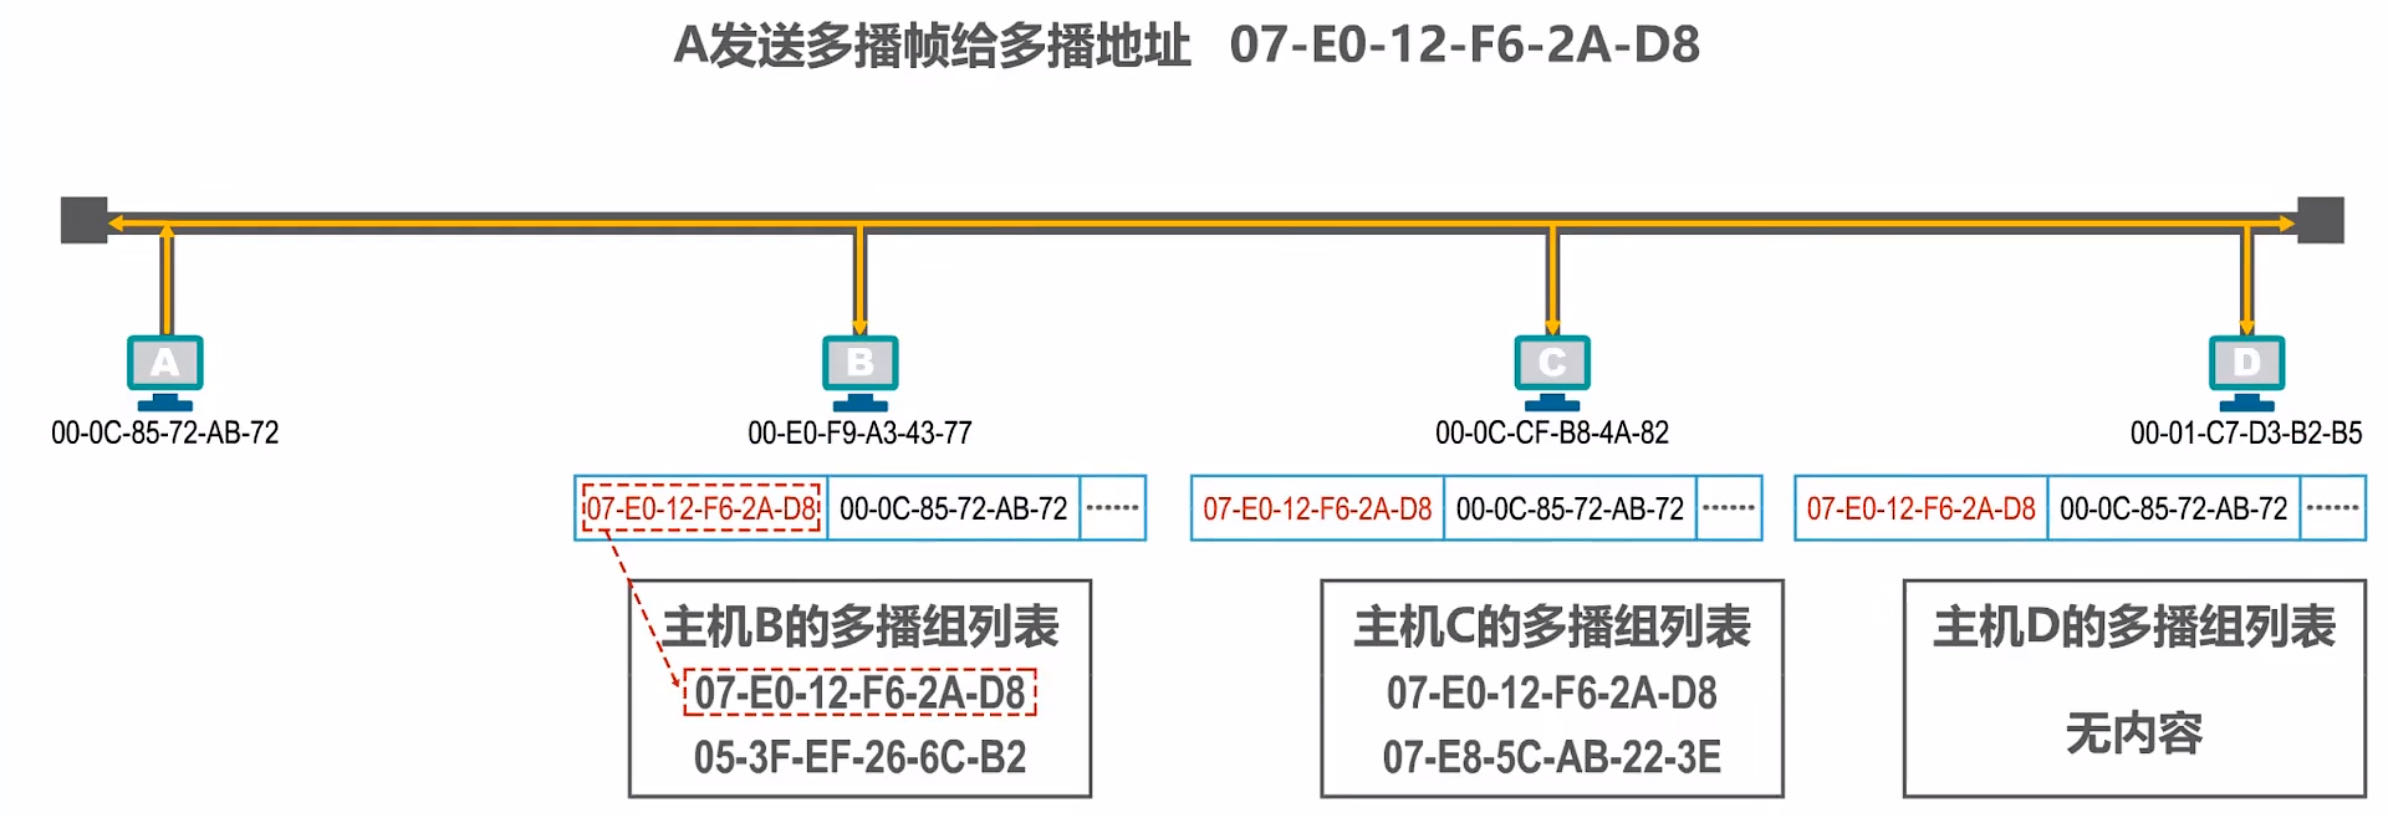 A发送多播帧给多播地址 07-E0-12-F6-2A-D8
A
B
C
D
00-0C-85-72-AB-72
00-E0-F9-A3-43-77
00-0C-CF-B8-4A-82
00-01-C7-D3-B2-B5
07-E0-12-F6-2A-D8 00-0C-85-72-AB-72 ······
07-E0-12-F6-2A-D8 00-0C-85-72-AB-72 ······
07-E0-12-F6-2A-D8 00-0C-85-72-AB-72 ······
主机B的多播组列表
07-E0-12-F6-2A-D8
05-3F-EF-26-6C-B2
主机C的多播组列表
07-E0-12-F6-2A-D8
07-E8-5C-AB-22-3E
主机D的多播组列表
无内容